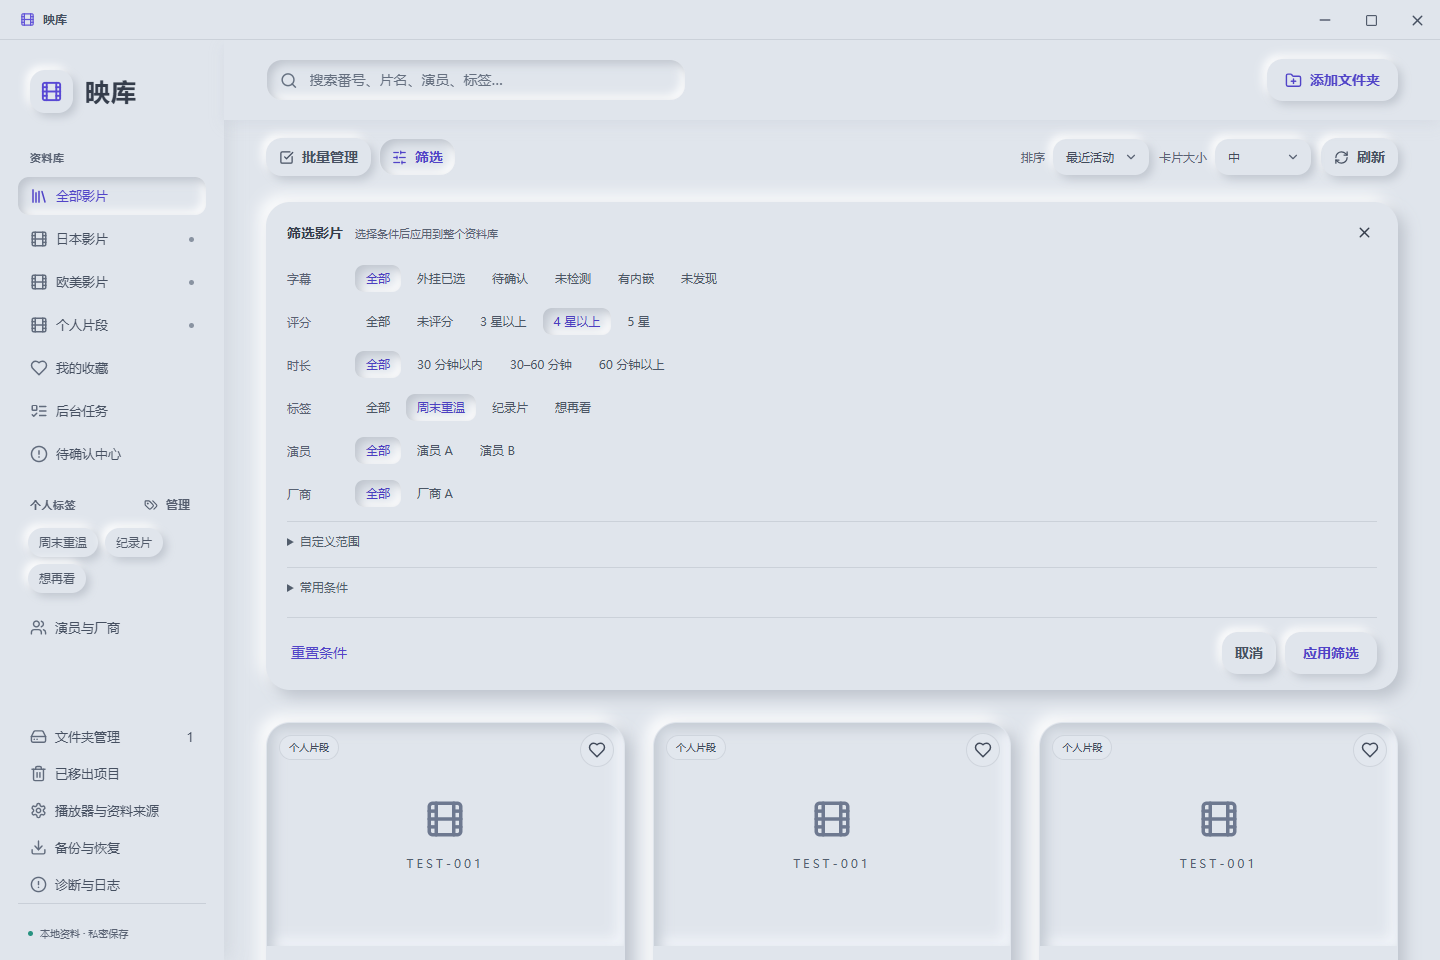 映库
映库
搜索番号、片名、演员、标签...
添加文件夹
资料库
全部影片
日本影片
欧美影片
个人片段
我的收藏
后台任务
待确认中心
个人标签 管理
周末重温 纪录片
想再看
演员与厂商
文件夹管理 1
已移出项目
播放器与资料来源
备份与恢复
诊断与日志
本地资料 · 私密保存
批量管理 筛选
排序 最近活动 卡片大小 中 刷新
筛选影片 选择条件后应用到整个资料库
字幕 全部 外挂已选 待确认 未检测 有内嵌 未发现
评分 全部 未评分 3 星以上 4 星以上 5 星
时长 全部 30 分钟以内 30–60 分钟 60 分钟以上
标签 全部 周末重温 纪录片 想再看
演员 全部 演员 A 演员 B
厂商 全部 厂商 A
自定义范围
常用条件
重置条件 取消 应用筛选
个人片段 个人片段 个人片段
TEST-001 TEST-001 TEST-001